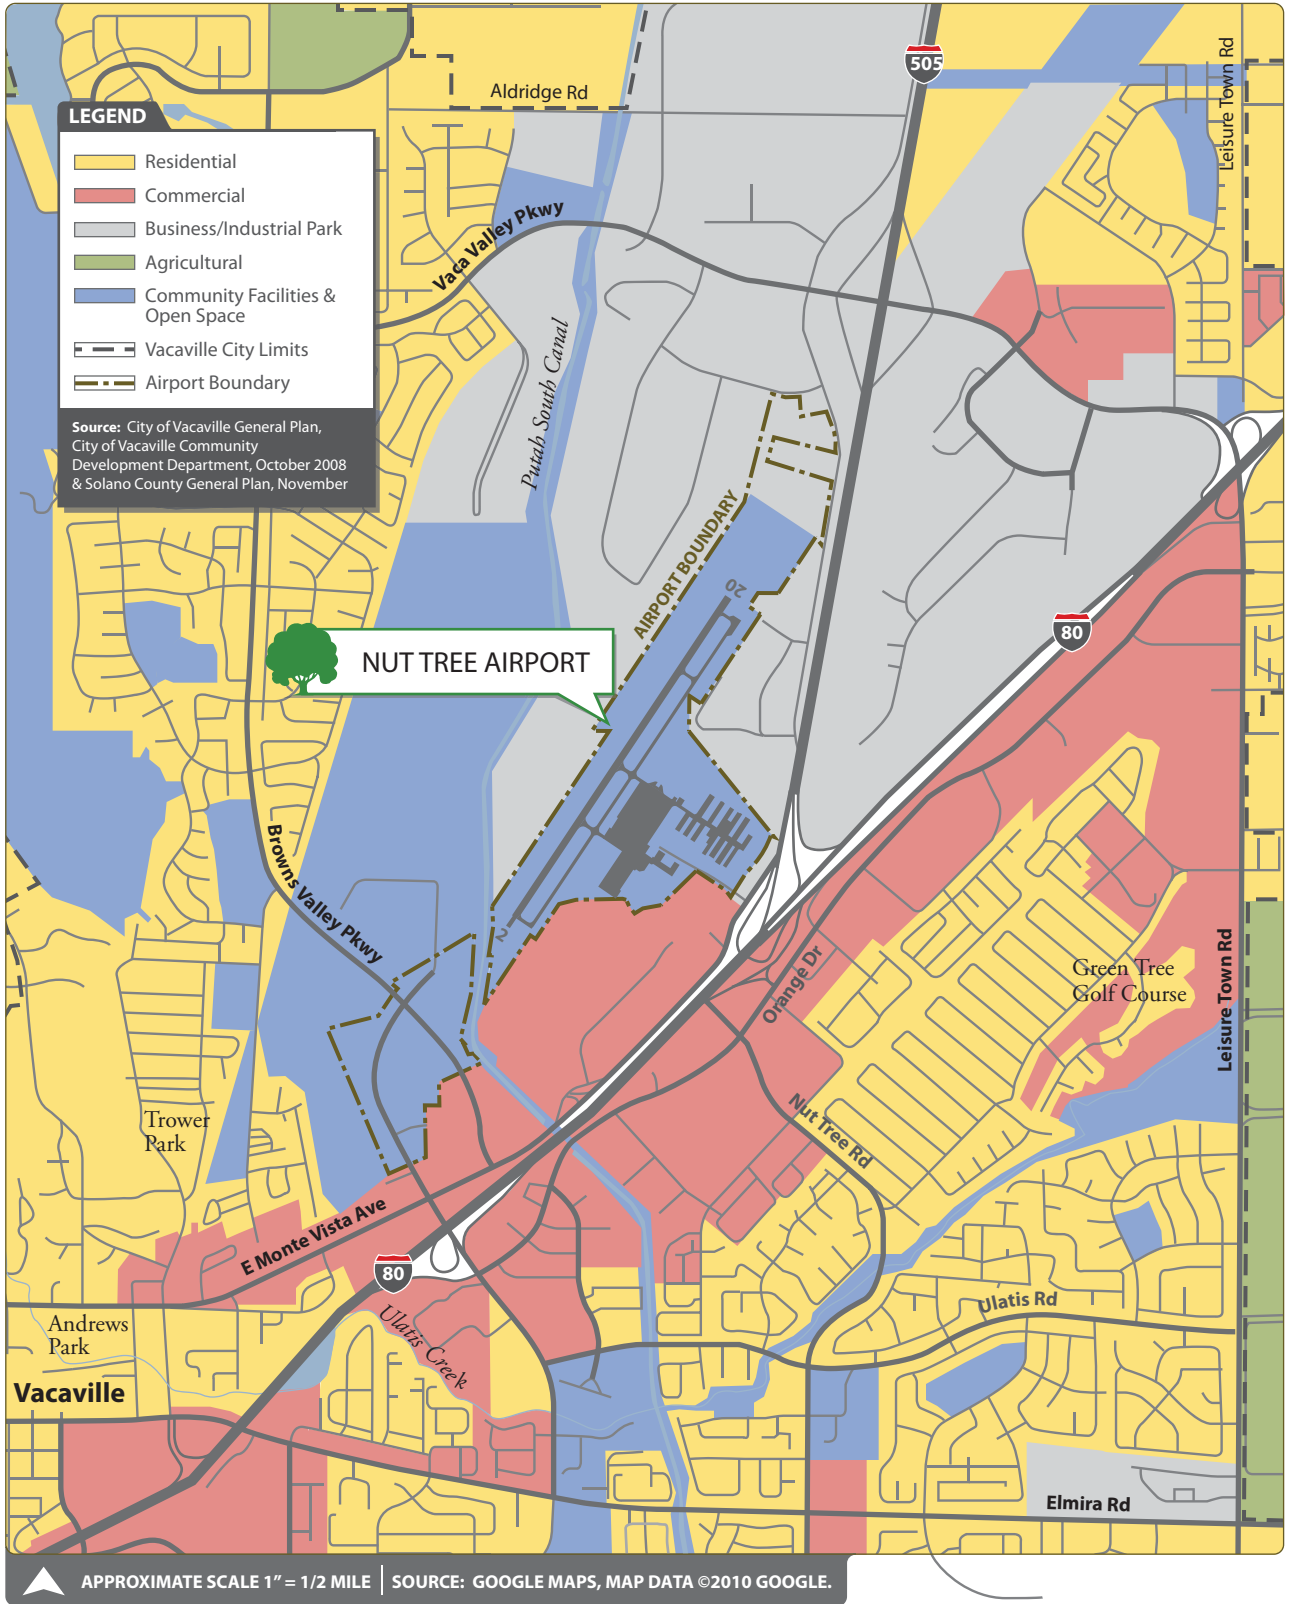 505
Leisure Town Rd
Aldridge Rd
LEGEND
Residential
Commercial
Business/Industrial Park
Agricultural
Community Facilities &
Open Space
Vacaville City Limits
Airport Boundary
Source: City of Vacaville General Plan,
City of Vacaville Community
Development Department, October 2008
& Solano County General Plan, November
Vaca Valley Pkwy
Putah South Canal
AIRPORT BOUNDARY
20
80
NUT TREE AIRPORT
Browns Valley Pkwy
2
Orange Dr
Green Tree
Golf Course
Leisure Town Rd
Trower
Park
Nut Tree Rd
E Monte Vista Ave
80
Ulatis Rd
Andrews
Park
Ulatis Creek
Vacaville
Elmira Rd
APPROXIMATE SCALE 1" = 1/2 MILE
SOURCE: GOOGLE MAPS, MAP DATA ©2010 GOOGLE.